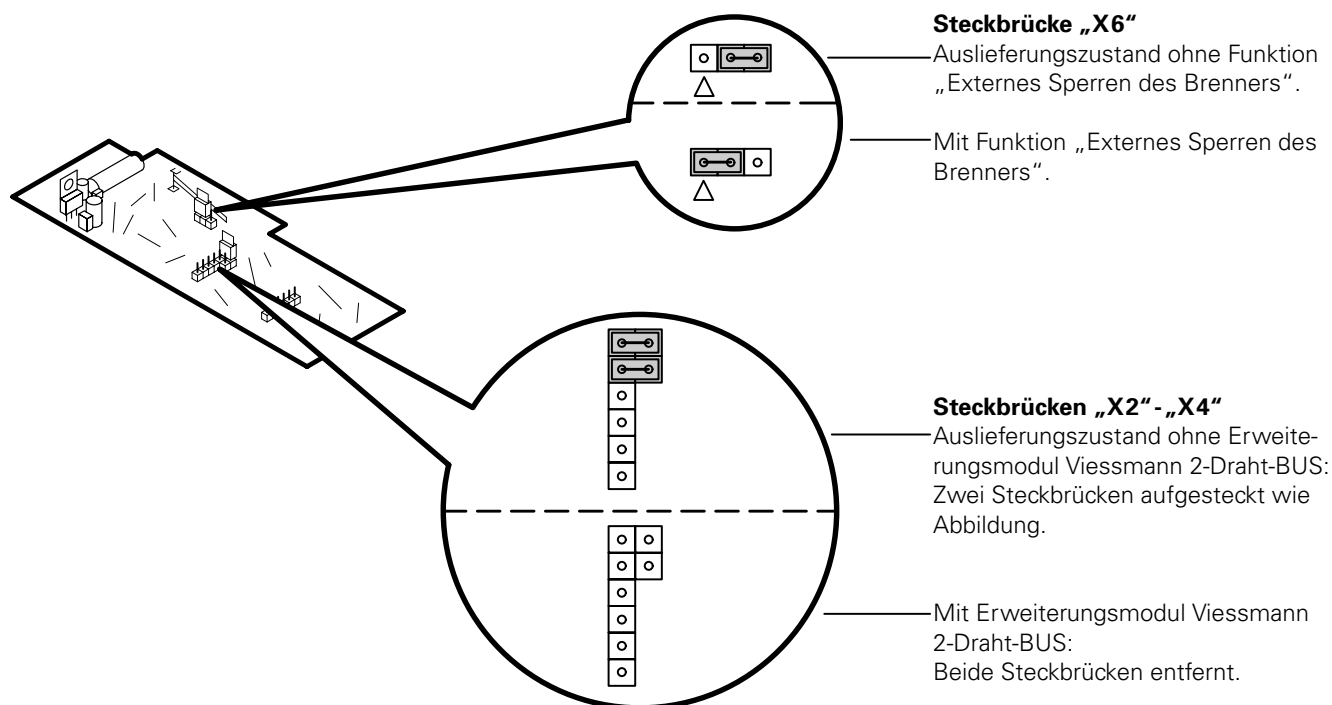 Steckbrücke „X6“
Auslieferungszustand ohne Funktion
„Externes Sperren des Brenners“.
Mit Funktion „Externes Sperren des
Brenners“.
Steckbrücken „X2“-„X4“
Auslieferungszustand ohne Erweite-
rungsmodul Viessmann 2-Draht-BUS:
Zwei Steckbrücken aufgesteckt wie
Abbildung.
Mit Erweiterungsmodul Viessmann
2-Draht-BUS:
Beide Steckbrücken entfernt.